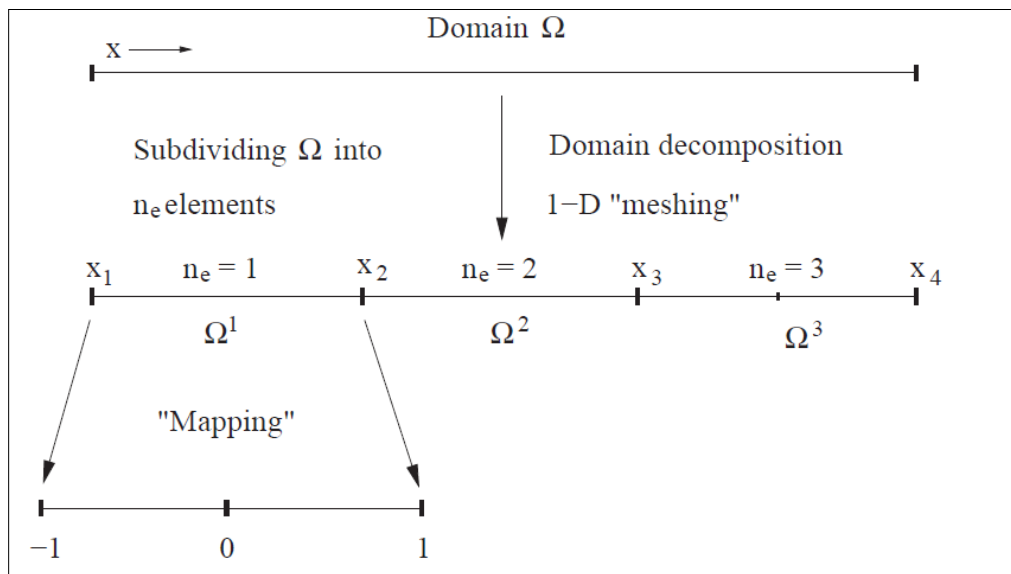 Domain Ω
x
Subdividing Ω into
nₑ elements
Domain decomposition
1−D "meshing"
x₁ nₑ = 1 x₂ nₑ = 2 x₃ nₑ = 3 x₄
Ω¹ Ω² Ω³
"Mapping"
−1 0 1